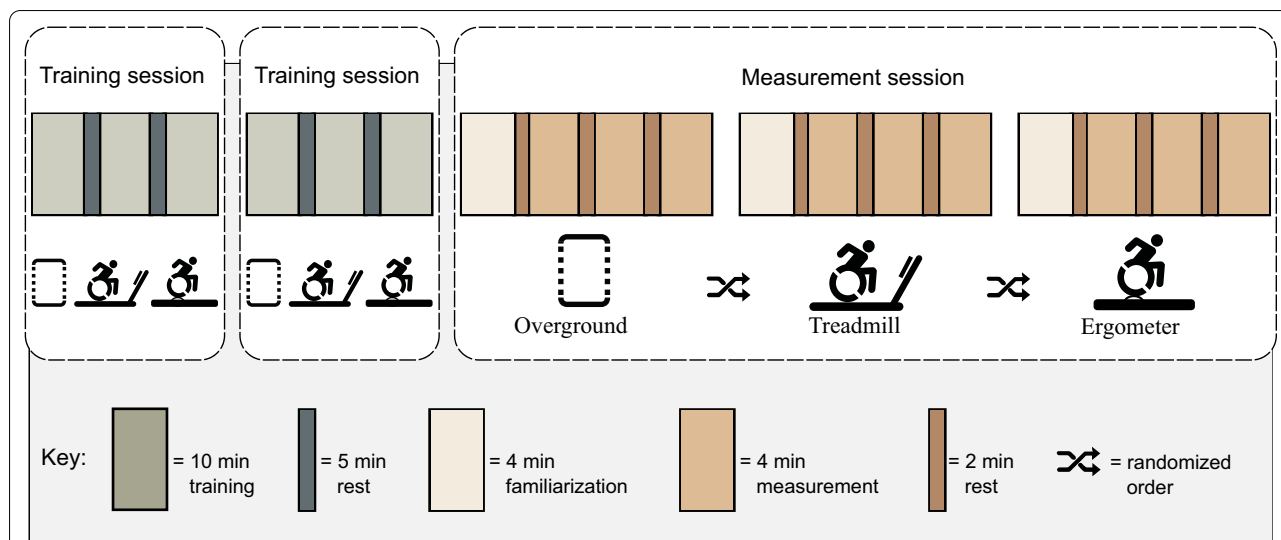 Training session
Training session
Measurement session
Overground
Treadmill
Ergometer
Key:
= 10 min
training
= 5 min
rest
= 4 min
familiarization
= 4 min
measurement
= 2 min
rest
= randomized
order